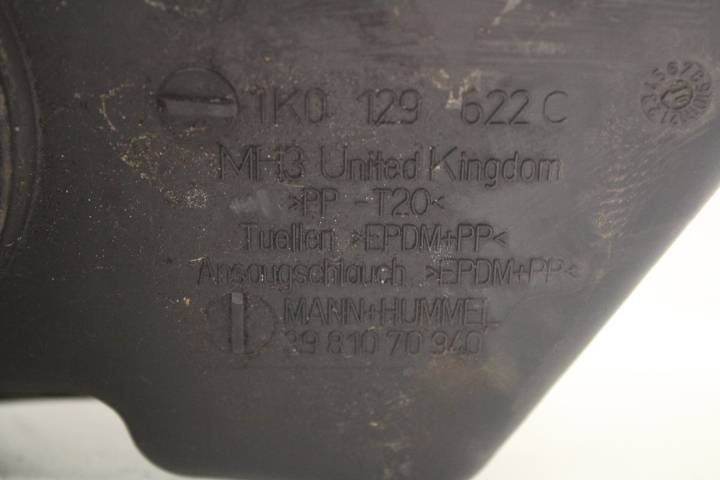 1K0 129 622 C
MH3 United Kingdom
>PP -T20<
Tuellen >EPDM+PP<
Ansaugschlauch >EPDM+PP<
MANN+HUMMEL
39 810 70 940